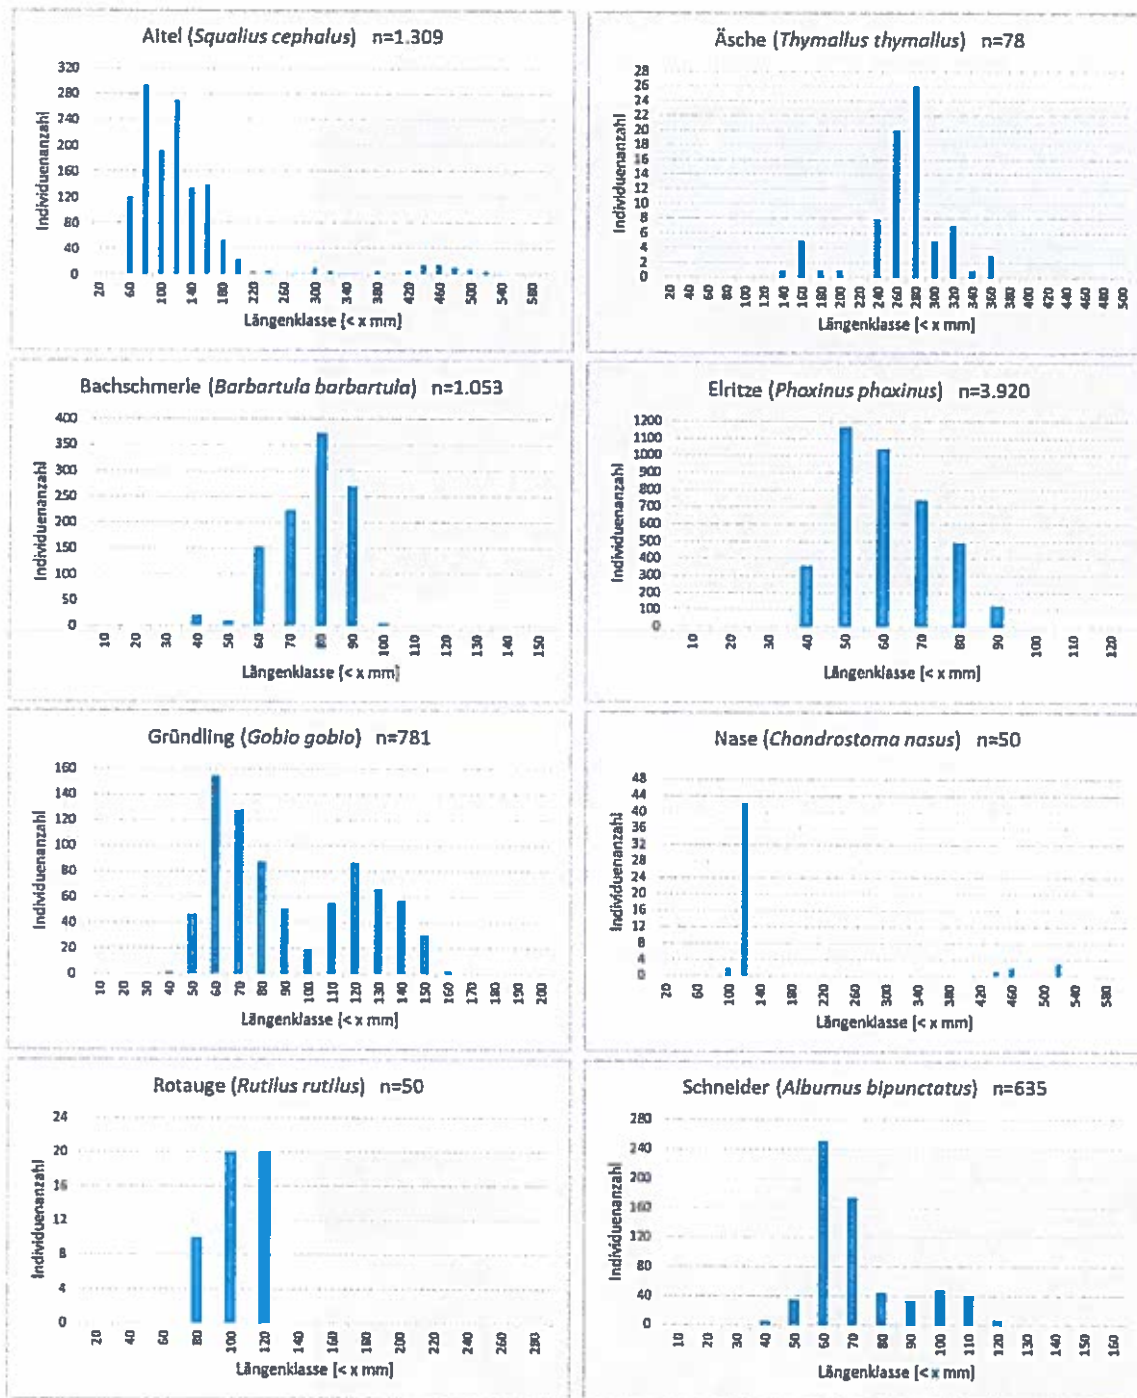 Aitel (Squalius cephalus) n=1.309
Individuenanzahl
320
280
240
200
160
120
80
40
0
20 60 100 140 180 220 260 300 340 380 420 460 500 540 580
Längenklasse [< x mm]
Äsche (Thymallus thymallus) n=78
Individuenanzahl
28
26
24
22
20
18
16
14
12
10
8
6
4
2
0
20 40 60 80 100 120 140 160 180 200 220 240 260 280 300 320 340 360 380 400 420 440 460 480 500
Längenklasse [< x mm]
Bachschmerle (Barbartula barbartula) n=1.053
Individuenanzahl
400
350
300
250
200
150
100
50
0
10 20 30 40 50 60 70 80 90 100 110 120 130 140 150
Längenklasse [< x mm]
Elritze (Phoxinus phoxinus) n=3.920
Individuenanzahl
1200
1100
1000
900
800
700
600
500
400
300
200
100
0
10 20 30 40 50 60 70 80 90 100 110 120
Längenklasse [< x mm]
Gründling (Gobio gobio) n=781
Individuenanzahl
160
140
120
100
80
60
40
20
0
10 20 30 40 50 60 70 80 90 100 110 120 130 140 150 160 170 180 190 200
Längenklasse [< x mm]
Nase (Chondrostoma nasus) n=50
Individuenanzahl
48
44
40
36
32
28
24
20
16
12
8
4
0
20 60 100 140 180 220 260 300 340 380 420 460 500 540 580
Längenklasse [< x mm]
Rotauge (Rutilus rutilus) n=50
Individuenanzahl
24
20
16
12
8
4
0
20 40 60 80 100 120 140 160 180 200 220 240 260 280
Längenklasse [< x mm]
Schneider (Alburnus bipunctatus) n=635
Individuenanzahl
280
240
200
160
120
80
40
0
10 20 30 40 50 60 70 80 90 100 110 120 130 140 150 160
Längenklasse [< x mm]